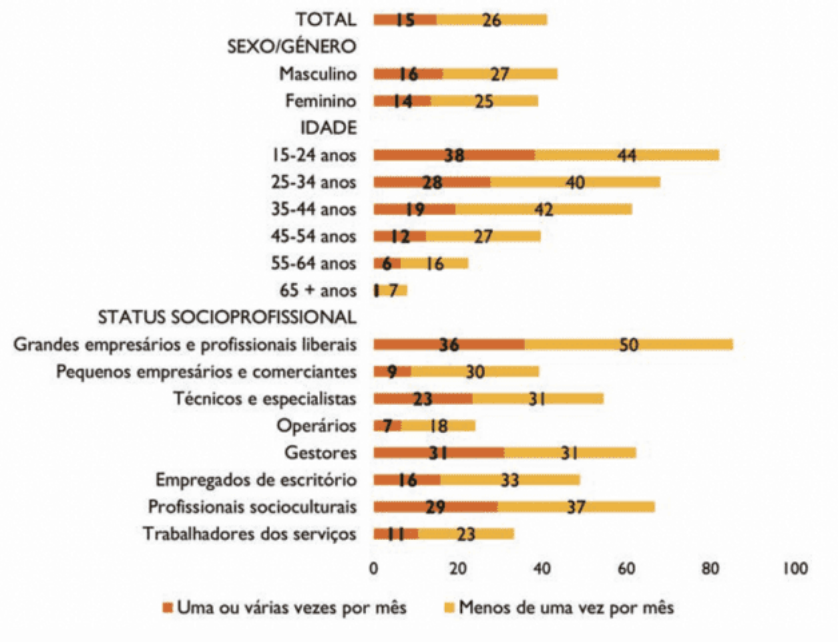 TOTAL 15 26
SEXO/GÉNERO
Masculino 16 27
Feminino 14 25
IDADE
15-24 anos 38 44
25-34 anos 28 40
35-44 anos 19 42
45-54 anos 12 27
55-64 anos 6 16
65 + anos 1 7
STATUS SOCIOPROFISSIONAL
Grandes empresários e profissionais liberais 36 50
Pequenos empresários e comerciantes 9 30
Técnicos e especialistas 23 31
Operários 7 18
Gestores 31 31
Empregados de escritório 16 33
Profissionais socioculturais 29 37
Trabalhadores dos serviços 11 23
0 20 40 60 80 100
Uma ou várias vezes por mês Menos de uma vez por mês